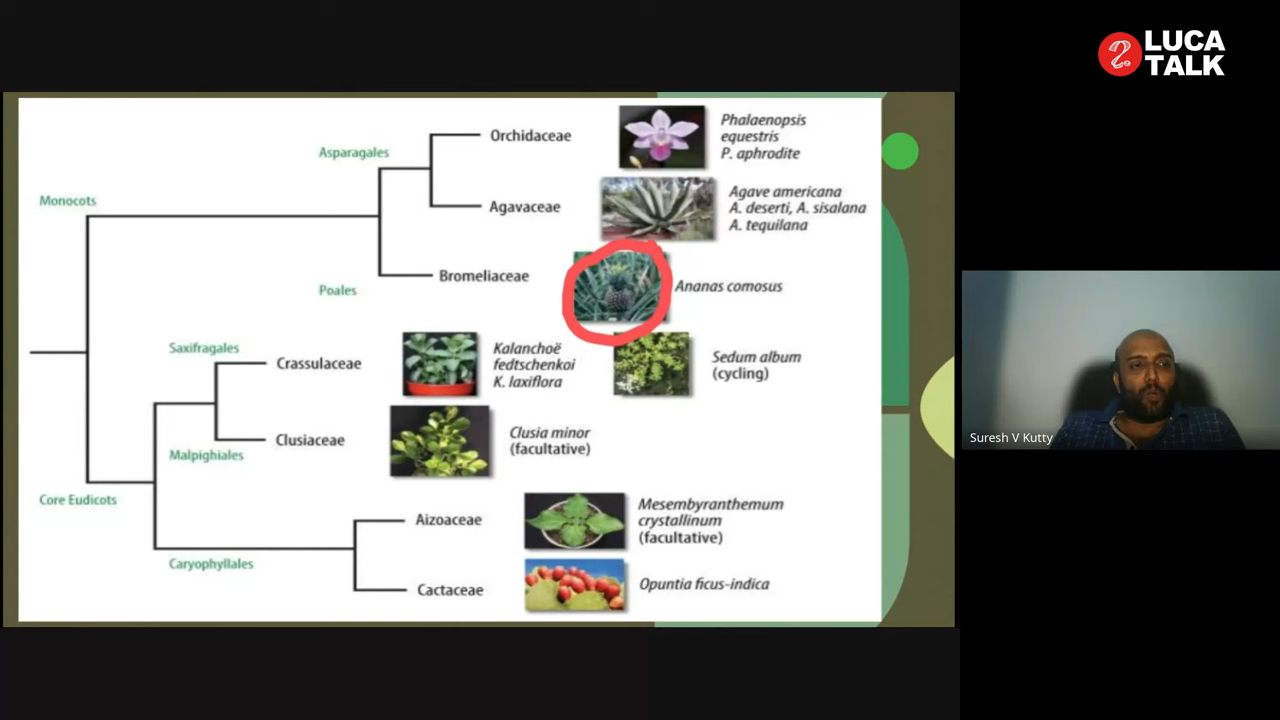 LUCA
TALK
Orchidaceae
Phalaenopsis
equestris
P. aphrodite
Asparagales
Monocots
Agavaceae
Agave americana
A. deserti, A. sisalana
A. tequilana
Bromeliaceae
Ananas comosus
Poales
Saxifragales
Crassulaceae
Kalanchoë
fedtschenkoi
K. laxiflora
Sedum album
(cycling)
Clusiaceae
Clusia minor
(facultative)
Malpighiales
Core Eudicots
Aizoaceae
Mesembyranthemum
crystallinum
(facultative)
Caryophyllales
Cactaceae
Opuntia ficus-indica
Suresh V Kutty